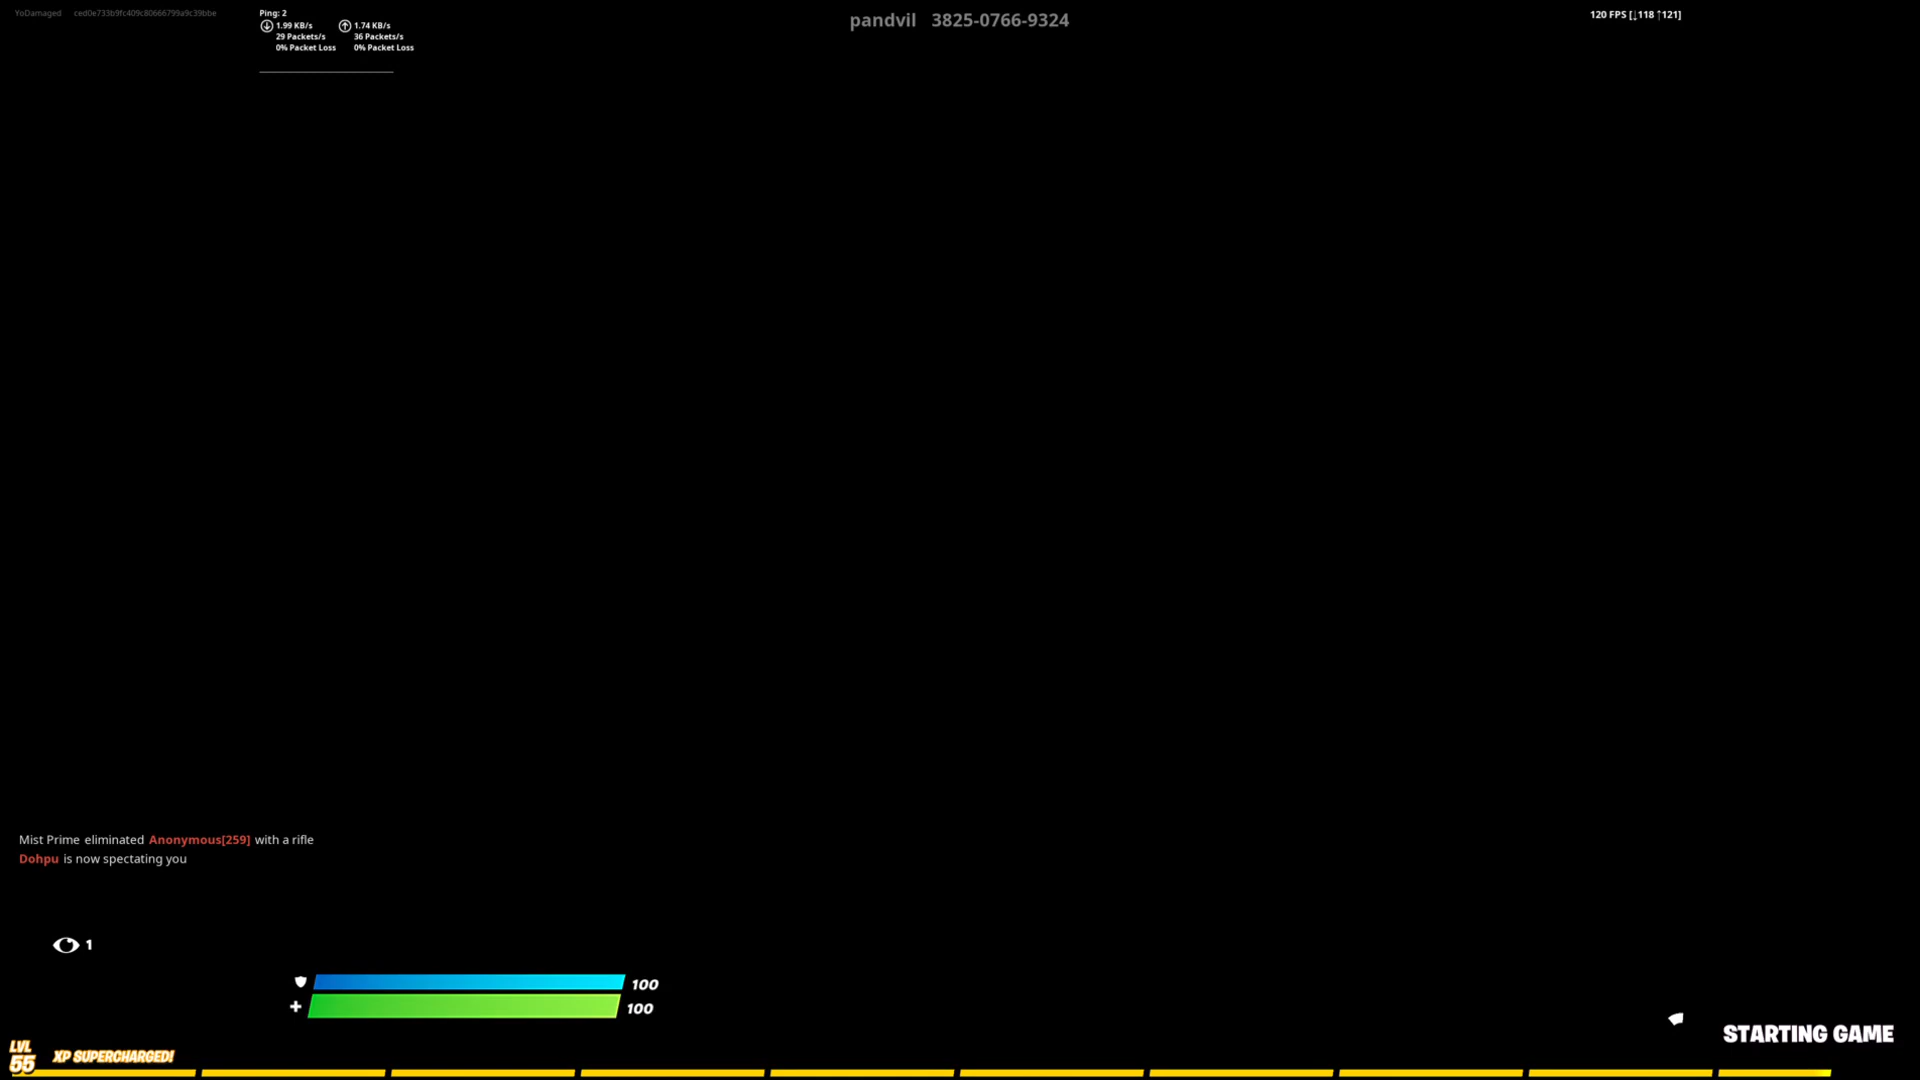 YoDamaged ced0e733b9fc409c80666799a9c39bbe
Ping: 2
1.99 KB/s 1.74 KB/s
29 Packets/s 36 Packets/s
0% Packet Loss 0% Packet Loss
pandvil 3825-0766-9324
120 FPS [↓118 ↑121]
Mist Prime eliminated Anonymous[259] with a rifle
Dohpu is now spectating you
1
100
100
STARTING GAME
LVL
55
XP SUPERCHARGED!